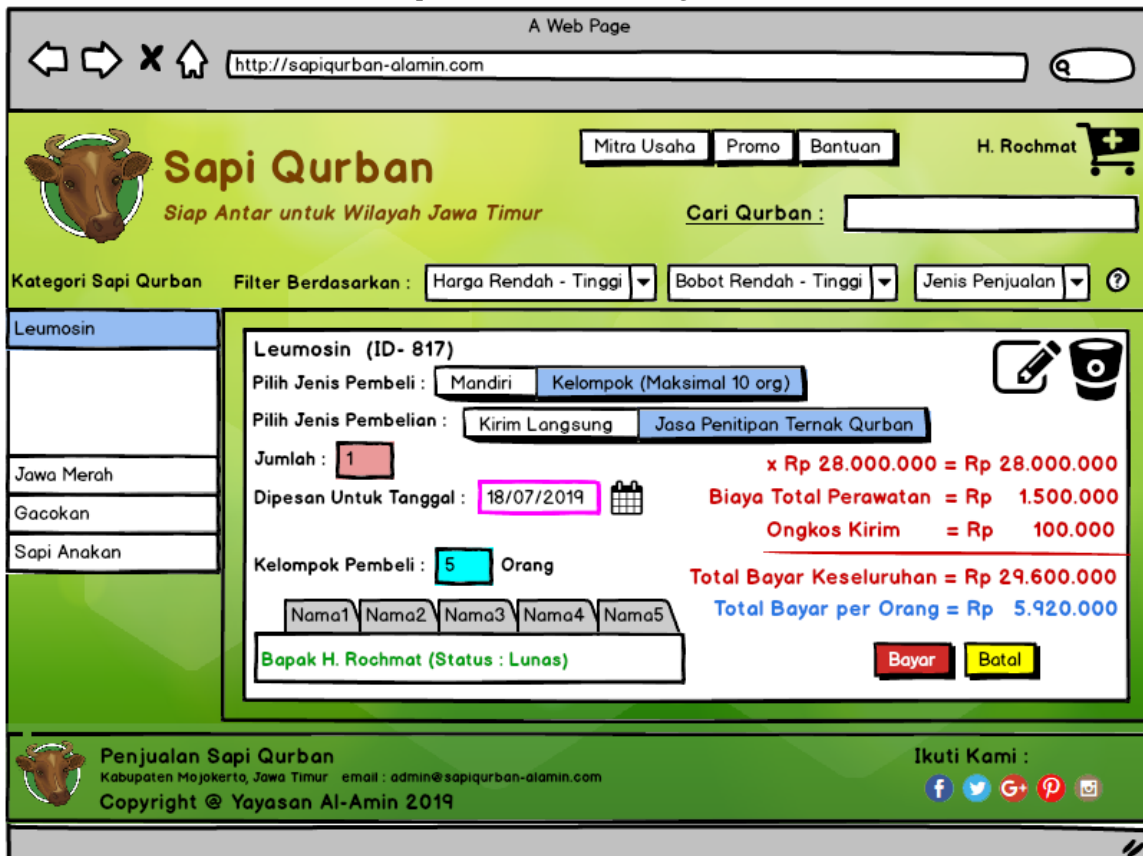 A Web Page
http://sapiqurban-alamin.com
Mitra Usaha Promo Bantuan H. Rochmat
Sapi Qurban
Siap Antar untuk Wilayah Jawa Timur
Cari Qurban :
Kategori Sapi Qurban Filter Berdasarkan : Harga Rendah - Tinggi Bobot Rendah - Tinggi Jenis Penjualan ?
Leumosin
Jawa Merah
Gacokan
Sapi Anakan
Leumosin (ID- 817)
Pilih Jenis Pembeli : Mandiri Kelompok (Maksimal 10 org)
Pilih Jenis Pembelian : Kirim Langsung Jasa Penitipan Ternak Qurban
Jumlah : 1
x Rp 28.000.000 = Rp 28.000.000
Dipesan Untuk Tanggal : 18/07/2019
Biaya Total Perawatan = Rp 1.500.000
Ongkos Kirim = Rp 100.000
Kelompok Pembeli : 5 Orang
Total Bayar Keseluruhan = Rp 29.600.000
Total Bayar per Orang = Rp 5.920.000
Nama1 Nama2 Nama3 Nama4 Nama5
Bapak H. Rochmat (Status : Lunas)
Bayar Batal
Penjualan Sapi Qurban
Kabupaten Mojokerto, Jawa Timur email : admin@sapiqurban-alamin.com
Copyright @ Yayasan Al-Amin 2019
Ikuti Kami :